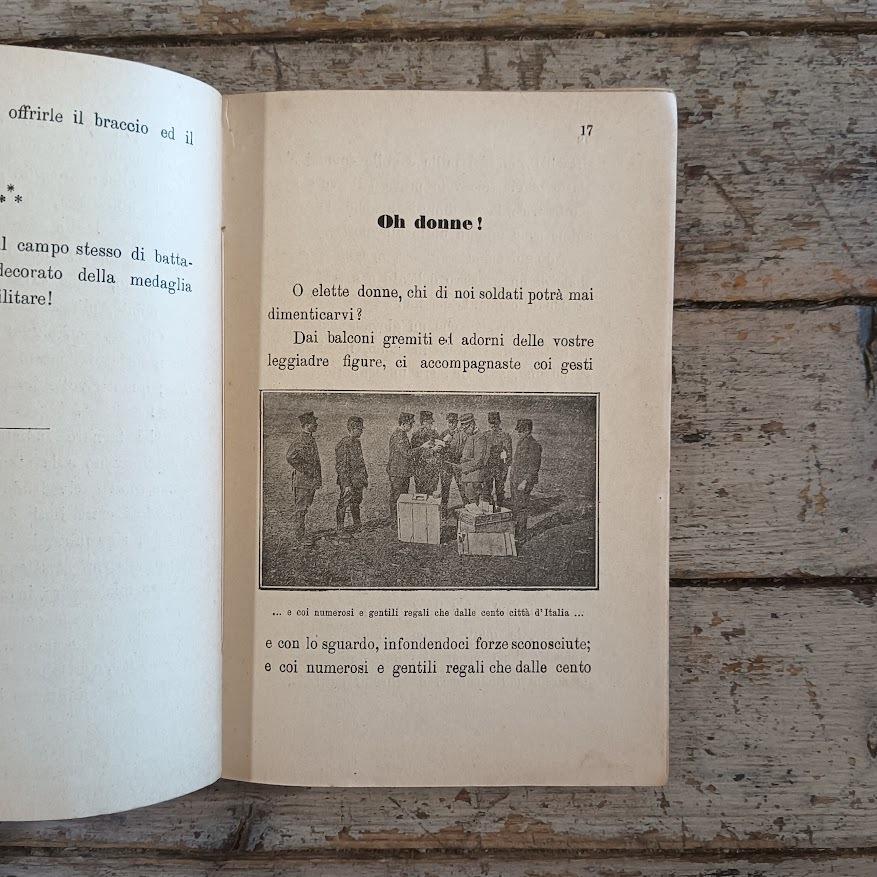 offrirle il braccio ed il
***
l campo stesso di batta-
decorato della medaglia
ilitare!
17
Oh donne!
O elette donne, chi di noi soldati potrà mai
dimenticarvi?
Dai balconi gremiti ed adorni delle vostre
leggiadre figure, ci accompagnaste coi gesti
... e coi numerosi e gentili regali che dalle cento città d'Italia ...
e con lo sguardo, infondendoci forze sconosciute;
e coi numerosi e gentili regali che dalle cento